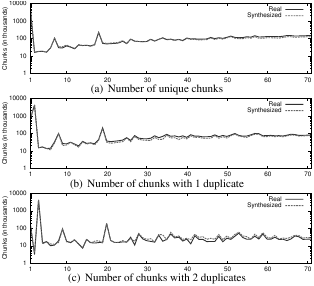 10000
1000
100
10
1
Chunks (in thousands)
Real
Synthesized
1 10 20 30 40 50 60 70
(a) Number of unique chunks
10000
1000
100
10
1
Chunks (in thousands)
Real
Synthesized
1 10 20 30 40 50 60 70
(b) Number of chunks with 1 duplicate
10000
1000
100
10
1
Chunks (in thousands)
Real
Synthesized
1 10 20 30 40 50 60 70
(c) Number of chunks with 2 duplicates